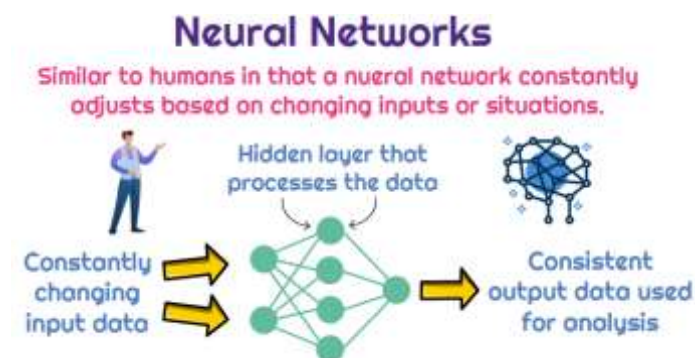 Neural Networks
Similar to humans in that a nueral network constantly
adjusts based on changing inputs or situations.
Hidden layer that
processes the data
Constantly
changing
input data
Consistent
output data used
for analysis